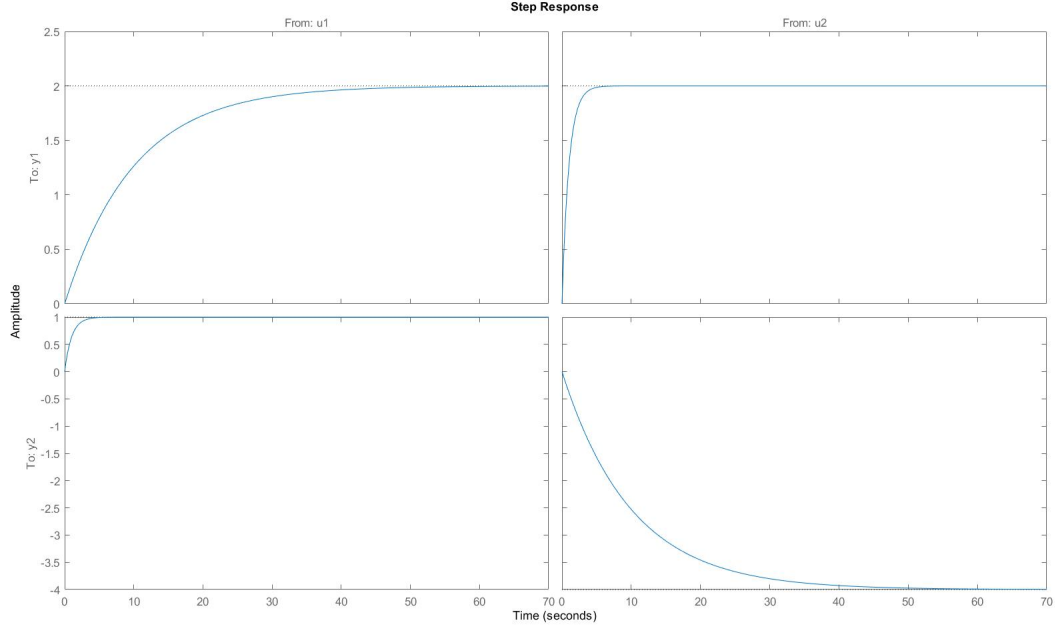 Step Response
From: u1
From: u2
2.5
2
1.5
1
0.5
0
To: y1
Amplitude
1
0.5
0
-0.5
-1
-1.5
-2
-2.5
-3
-3.5
-4
To: y2
0 10 20 30 40 50 60 70
0 10 20 30 40 50 60 70
Time (seconds)